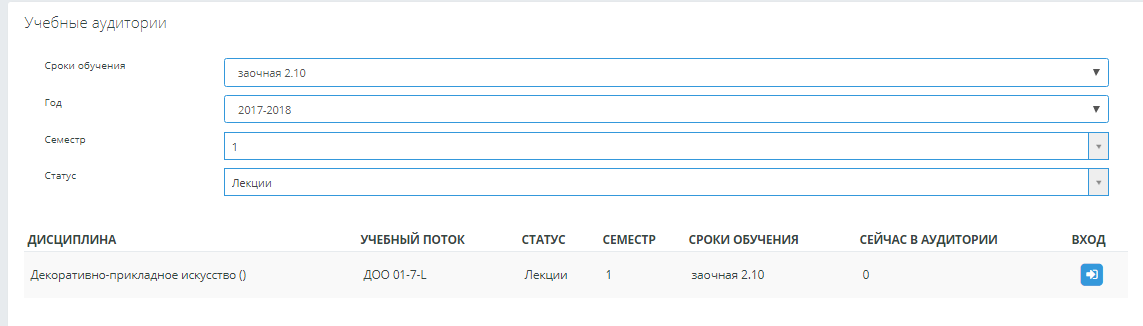 Учебные аудитории
Сроки обучения
заочная 2.10
Год
2017-2018
Семестр
1
Статус
Лекции
ДИСЦИПЛИНА УЧЕБНЫЙ ПОТОК СТАТУС СЕМЕСТР СРОКИ ОБУЧЕНИЯ СЕЙЧАС В АУДИТОРИИ ВХОД
Декоративно-прикладное искусство () ДОО 01-7-L Лекции 1 заочная 2.10 0